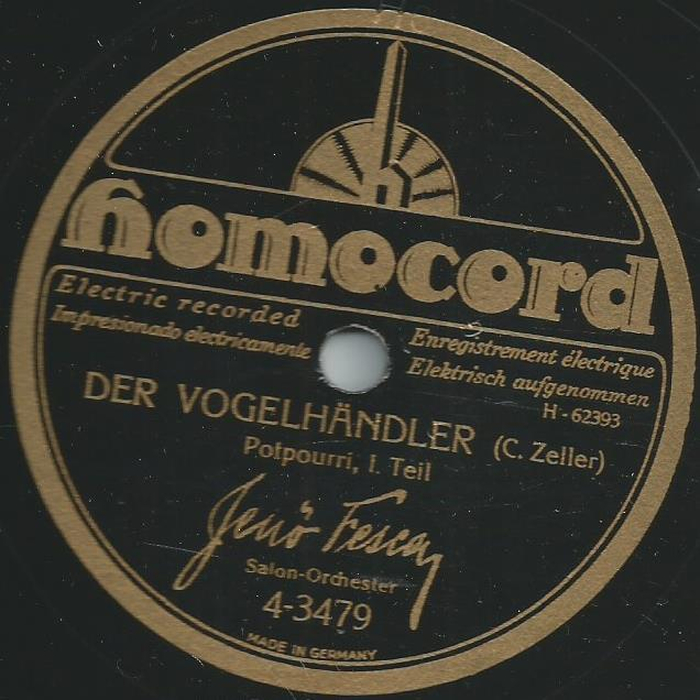 homocord
Electric recorded
Impresionado electricamente
Enregistrement électrique
Elektrisch aufgenommen
H-62393
DER VOGELHÄNDLER (C. Zeller)
Potpourri, I. Teil
Jenö Fesca
Salon-Orchester
4-3479
MADE IN GERMANY